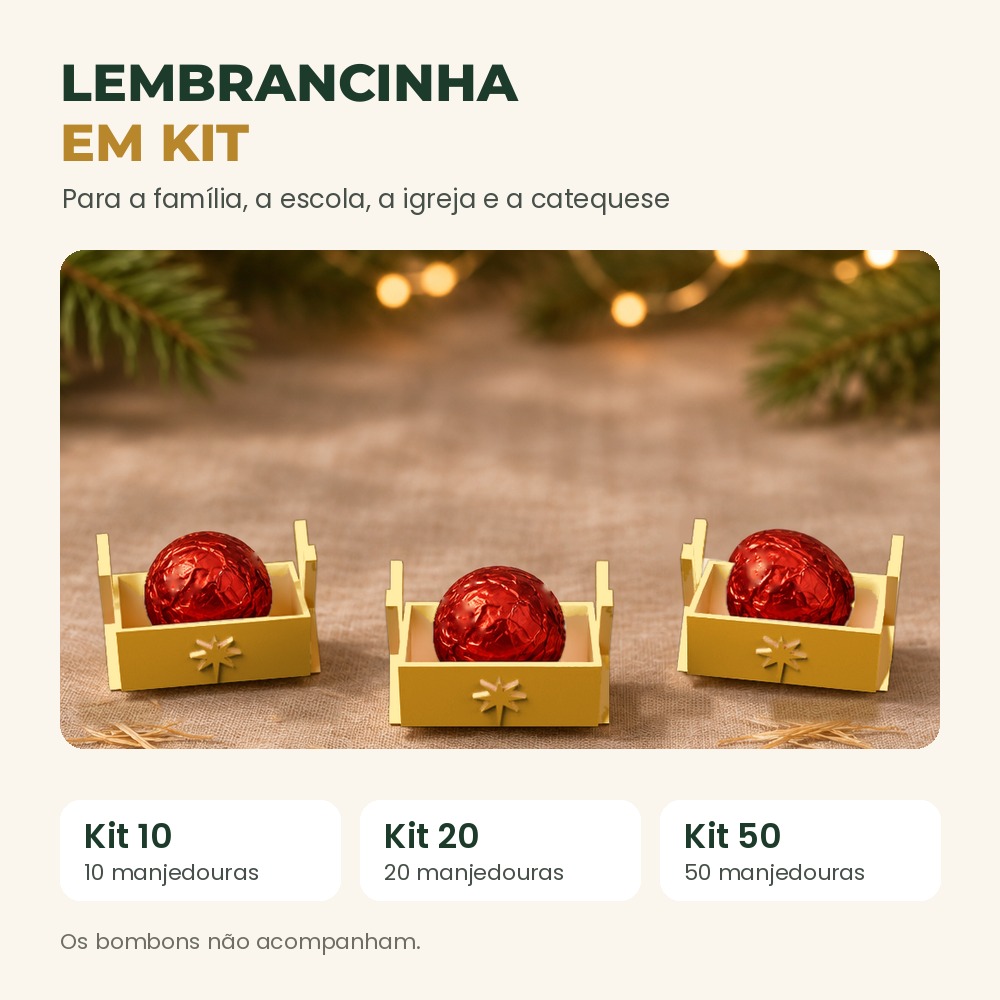 LEMBRANCINHA
EM KIT
Para a família, a escola, a igreja e a catequese
Kit 10
10 manjedouras
Kit 20
20 manjedouras
Kit 50
50 manjedouras
Os bombons não acompanham.